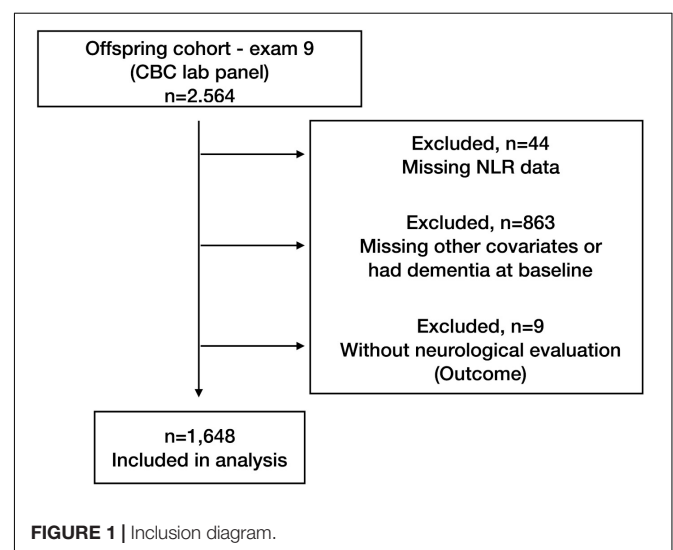 Offspring cohort - exam 9
(CBC lab panel)
n=2.564
Excluded, n=44
Missing NLR data
Excluded, n=863
Missing other covariates or
had dementia at baseline
Excluded, n=9
Without neurological evaluation
(Outcome)
n=1,648
Included in analysis
FIGURE 1 | Inclusion diagram.